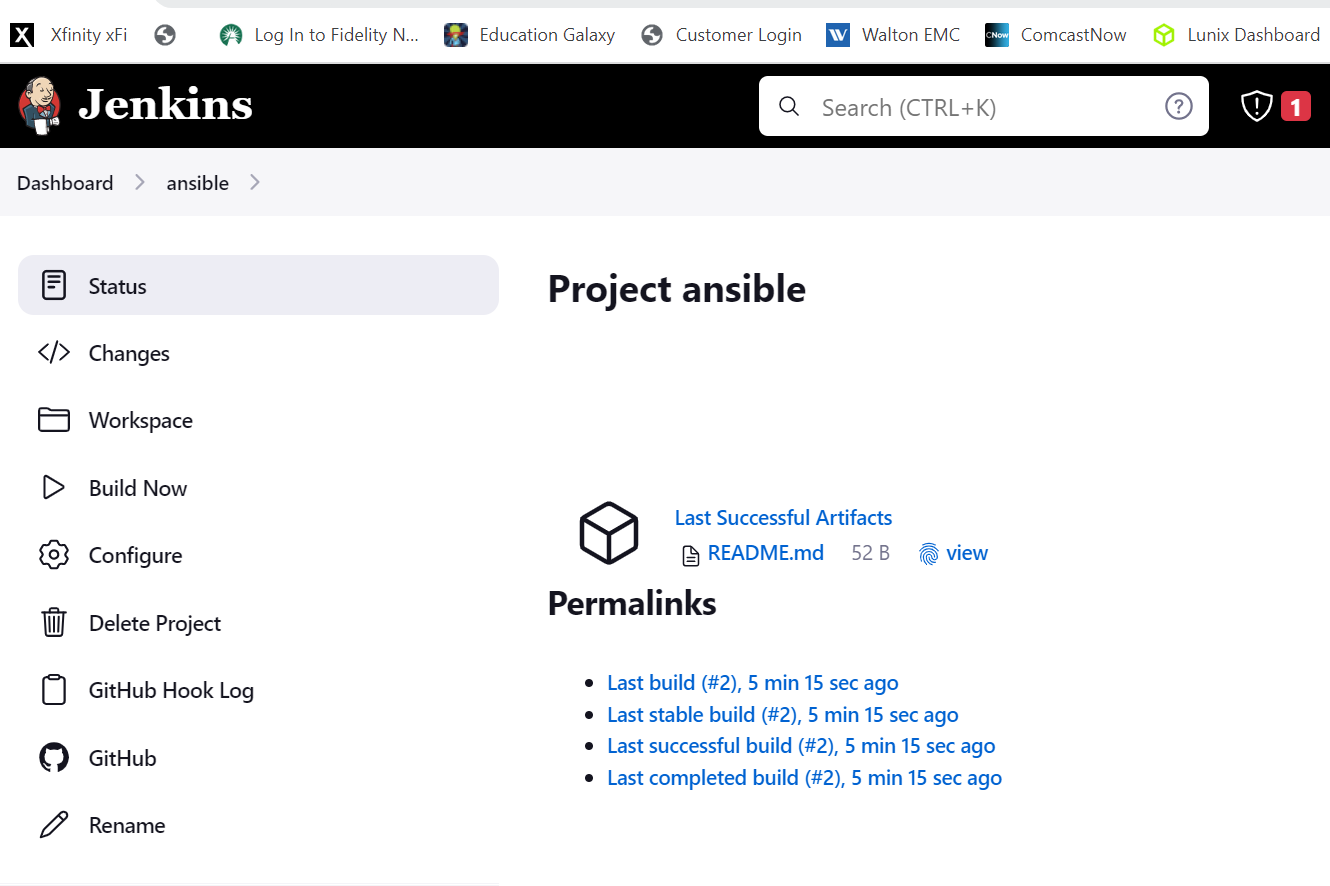 Xfinity xFi Log In to Fidelity N... Education Galaxy Customer Login W Walton EMC CNow ComcastNow Lunix Dashboard
Jenkins Search (CTRL+K) ? 1
Dashboard ansible
Status
Changes
Workspace
Build Now
Configure
Delete Project
GitHub Hook Log
GitHub
Rename
Project ansible
Last Successful Artifacts
README.md 52 B view
Permalinks
Last build (#2), 5 min 15 sec ago
Last stable build (#2), 5 min 15 sec ago
Last successful build (#2), 5 min 15 sec ago
Last completed build (#2), 5 min 15 sec ago